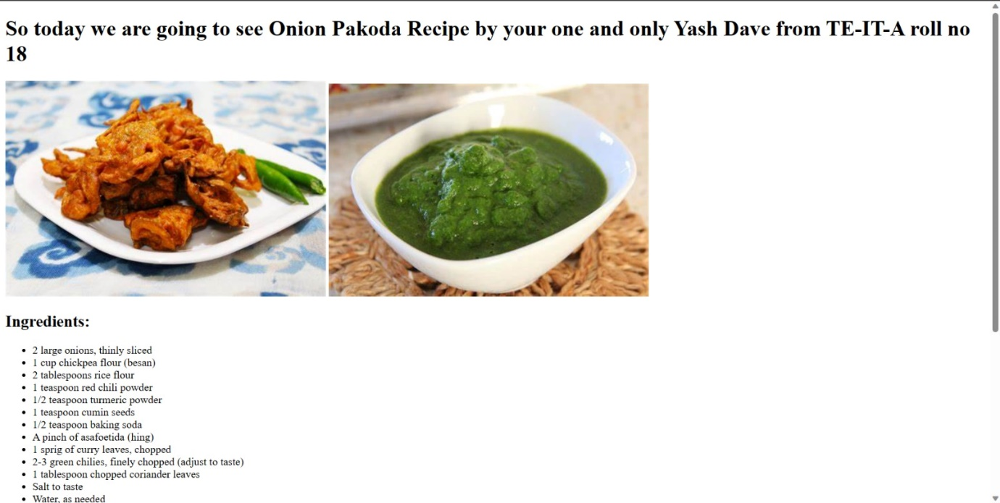 So today we are going to see Onion Pakoda Recipe by your one and only Yash Dave from TE-IT-A roll no
18
Ingredients:
• 2 large onions, thinly sliced
• 1 cup chickpea flour (besan)
• 2 tablespoons rice flour
• 1 teaspoon red chili powder
• 1/2 teaspoon turmeric powder
• 1 teaspoon cumin seeds
• 1/2 teaspoon baking soda
• A pinch of asafoetida (hing)
• 1 sprig of curry leaves, chopped
• 2-3 green chilies, finely chopped (adjust to taste)
• 1 tablespoon chopped coriander leaves
• Salt to taste
• Water, as needed